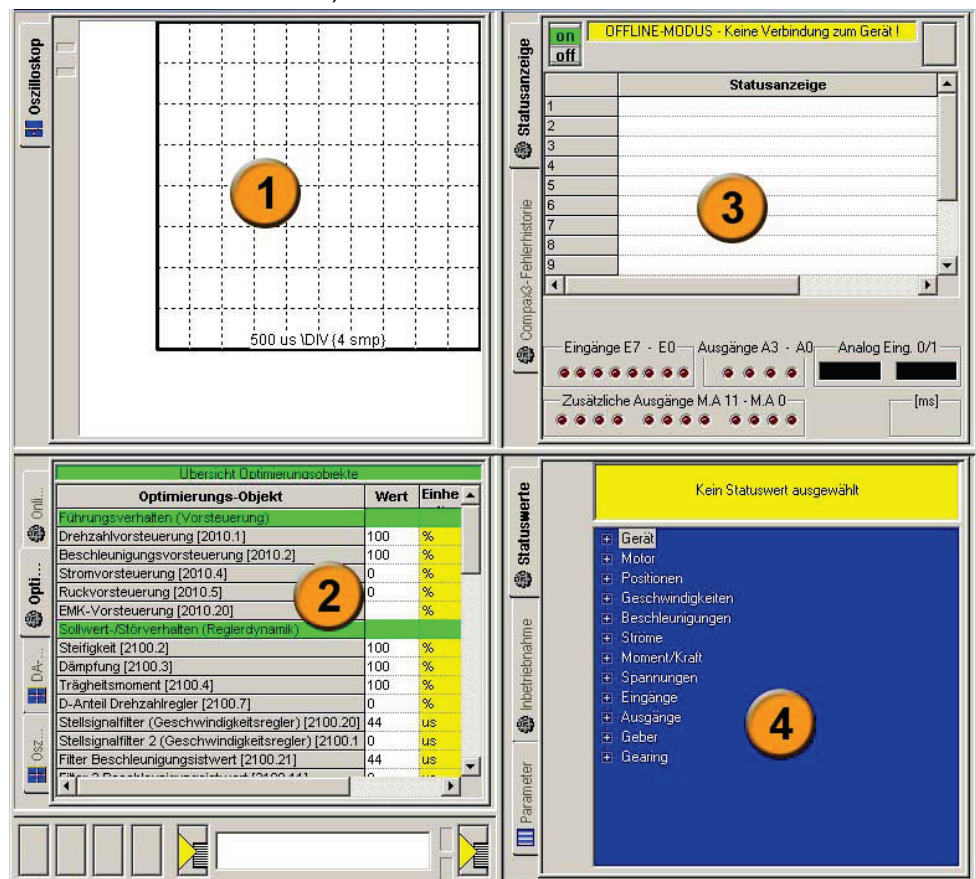 Oszilloskop
1
500 us \DIV {4 smp}
Statusanzeige
Compax3-Fehlerhistorie
on
off
OFFLINE-MODUS - Keine Verbindung zum Gerät !
Statusanzeige
1
2
3
4
5
6
7
8
9
3
Eingänge E7 - E0
Ausgänge A3 - A0
Analog Eing. 0/1
Zusätzliche Ausgänge M.A 11 - M.A 0
[ms]
Onli...
Opti...
DA-...
Osz...
Übersicht Optimierungsobjekte
Optimierungs-Objekt Wert Einhe
Führungsverhalten (Vorsteuerung)
Drehzahlvorsteuerung [2010.1] 100 %
Beschleunigungsvorsteuerung [2010.2] 100 %
Stromvorsteuerung [2010.4] 0 %
Ruckvorsteuerung [2010.5] 0 %
EMK-Vorsteuerung [2010.20] %
2
Sollwert-/Störverhalten (Reglerdynamik)
Steifigkeit [2100.2] 100 %
Dämpfung [2100.3] 100 %
Trägheitsmoment [2100.4] 100 %
D-Anteil Drehzahlregler [2100.7] 0 %
Stellsignalfilter (Geschwindigkeitsregler) [2100.20] 44 us
Stellsignalfilter 2 (Geschwindigkeitsregler) [2100.1 0 us
Filter Beschleunigungsistwert [2100.21] 44 us
Statuswerte
Inbetriebnahme
Parameter
Kein Statuswert ausgewählt
Gerät
Motor
Positionen
Geschwindigkeiten
Beschleunigungen
Ströme
Moment/Kraft
Spannungen
Eingänge
Ausgänge
Geber
Gearing
4